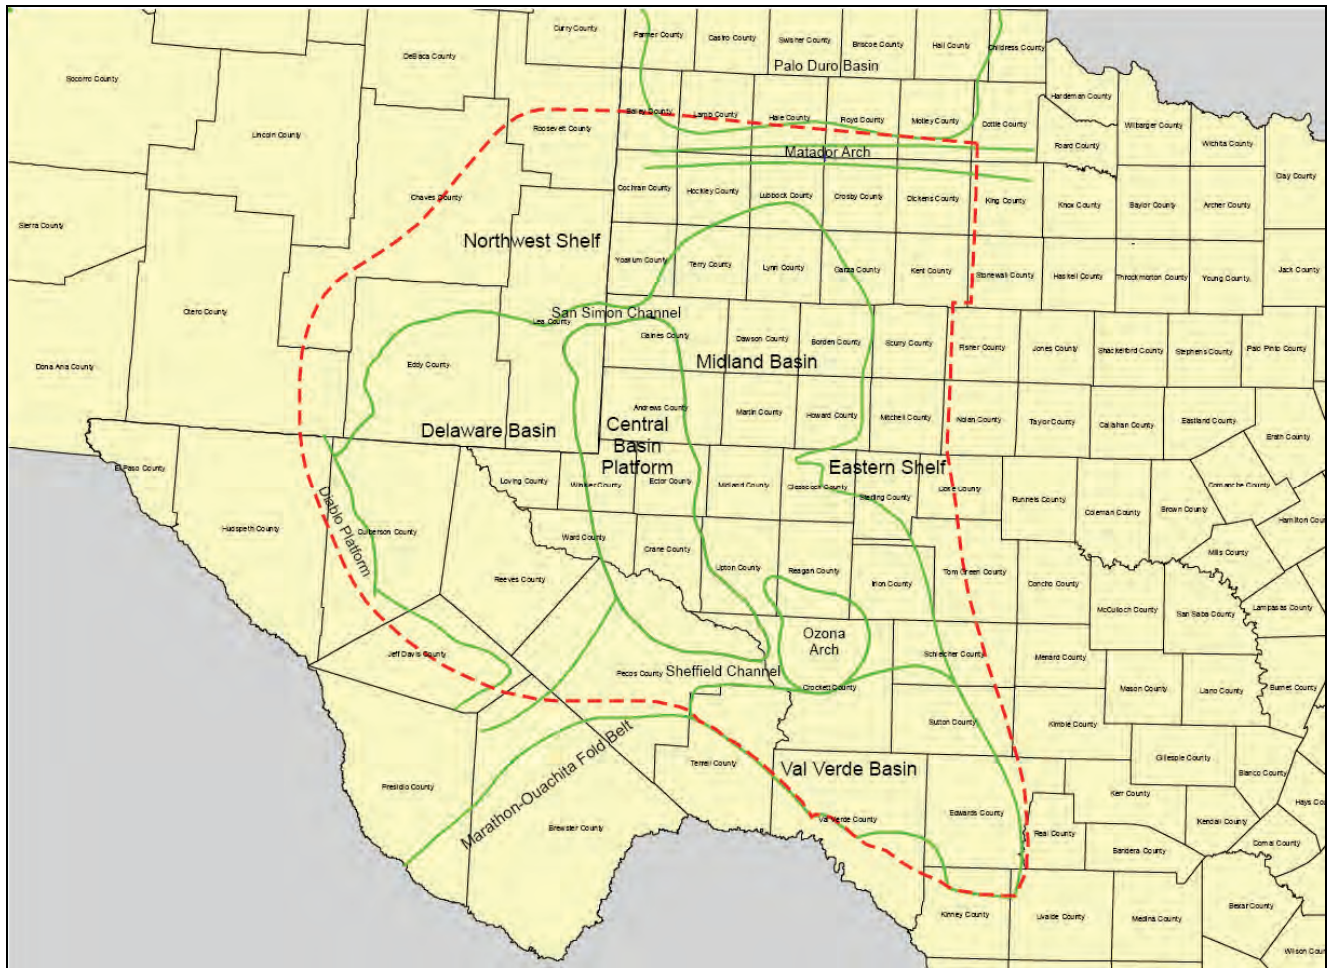 Curry County
Parmer County
Castro County
Swisher County
Briscoe County
Hall County
Childress County
DeBaca County
Socorro County
Palo Duro Basin
Hardeman County
Bailey County
Lamb County
Hale County
Royd County
Motley County
Cottle County
Wilbarger County
Roosevelt County
Lincoln County
Wichita County
Foard County
Matador Arch
Clay County
Cochran County
Hockley County
Lubbock County
Crosby County
Dickens County
King County
Knox County
Baylor County
Archer County
Chaves County
Sierra County
Northwest Shelf
Yoakum County
Terry County
Lynn County
Garza County
Kent County
Stonewall County
Haskell County
Throckmorton County
Young County
Jack County
Otero County
San Simon Channel
Lea County
Gaines County
Dawson County
Borden County
Scurry County
Fisher County
Jones County
Shackelford County
Stephens County
Palo Pinto County
Midland Basin
Dona Ana County
Eddy County
Andrews County
Martin County
Howard County
Mitchell County
Nolan County
Taylor County
Callahan County
Eastland County
Erath County
Delaware Basin
Central
Basin
Platform
Eastern Shelf
El Paso County
Loving County
Winkler County
Ector County
Midland County
Glasscock County
Sterling County
Coke County
Runnels County
Coleman County
Brown County
Comanche County
Hamilton Coun
Diablo Platform
Hudspeth County
Culberson County
Ward County
Crane County
Mills County
Reeves County
Upton County
Reagan County
Irion County
Tom Green County
Concho County
McCulloch County
San Saba County
Lampasas County
Ozona
Arch
Jeff Davis County
Schleicher County
Menard County
Pecos County
Sheffield Channel
Crockett County
Mason County
Llano County
Burnet County
Sutton County
Kimble County
Marathon-Ouachita Fold Belt
Terrell County
Val Verde Basin
Gillespie County
Blanco County
Presidio County
Kerr County
Hays Co
Brewster County
Val Verde County
Edwards County
Real County
Kendall County
Bandera County
Comal County
Kinney County
Uvalde County
Medina County
Bexar County
Wilson Coun